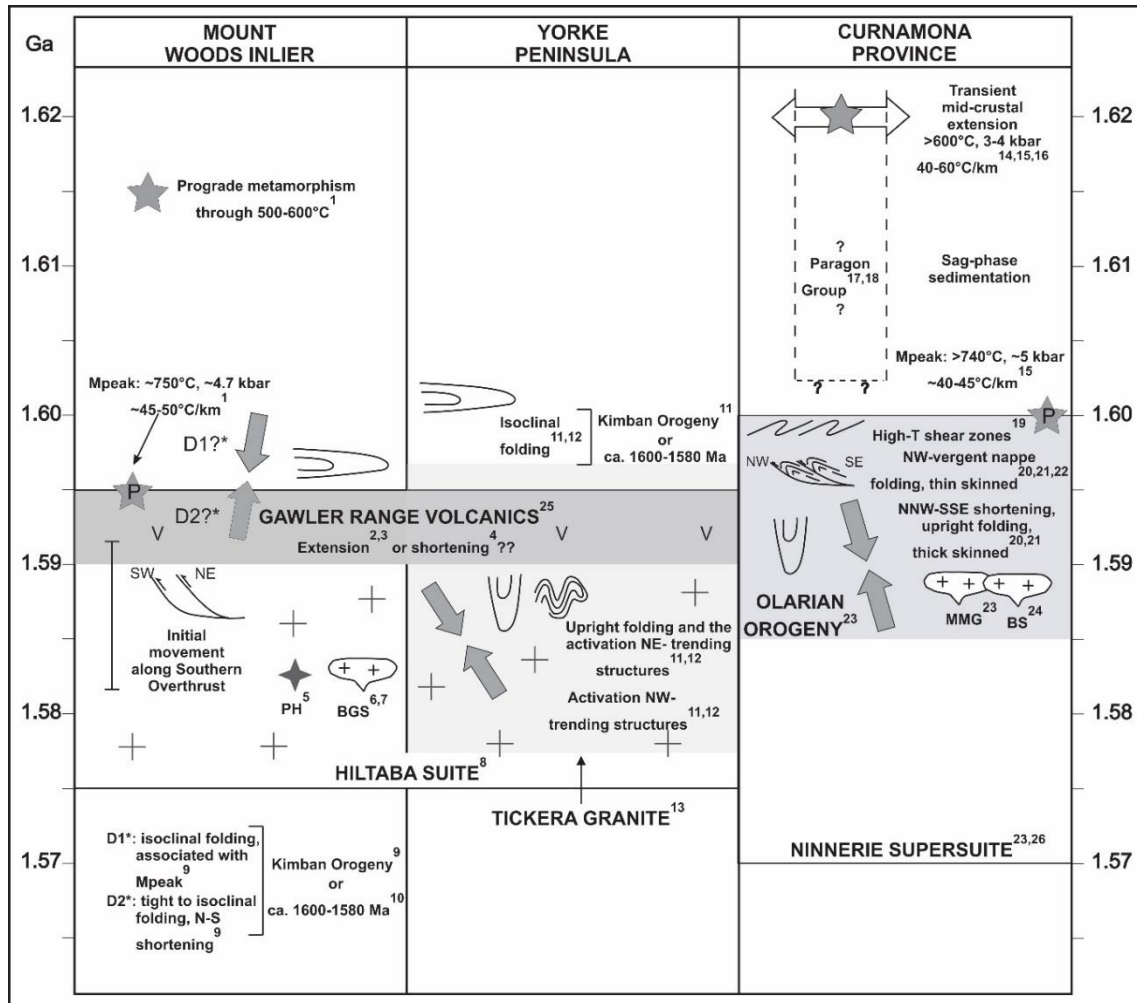 Ga
MOUNT
WOODS INLIER
YORKE
PENINSULA
CURNAMONA
PROVINCE
1.62
1.61
1.60
1.59
1.58
1.57
Prograde metamorphism
through 500-600°C1
Mpeak: ~750°C, ~4.7 kbar
~45-50°C/km1
D1?*
P
D2?*
GAWLER RANGE VOLCANICS25
Extension2,3 or shortening4 ??
V
V
V
SW
NE
Initial
movement
along Southern
Overthrust
PH5
BGS6,7
HILTABA SUITE8
D1*: isoclinal folding,
associated with
Mpeak9
D2*: tight to isoclinal
folding, N-S
shortening9
Kimban Orogeny9
or
ca. 1600-1580 Ma10
Isoclinal
folding11,12
Kimban Orogeny11
or
ca. 1600-1580 Ma
Upright folding and the
activation NE- trending
structures11,12
Activation NW-
trending structures11,12
TICKERA GRANITE13
Transient
mid-crustal
extension
>600°C, 3-4 kbar
40-60°C/km14,15,16
?
Paragon
Group17,18
?
Sag-phase
sedimentation
? ?
Mpeak: >740°C, ~5 kbar
~40-45°C/km15
P
High-T shear zones19
NW
SE
NW-vergent nappe
folding, thin skinned20,21,22
NNW-SSE shortening,
upright folding,
thick skinned20,21
OLARIAN
OROGENY23
MMG23
BS24
NINNERIE SUPERSUITE23,26
1.62
1.61
1.60
1.59
1.58
1.57